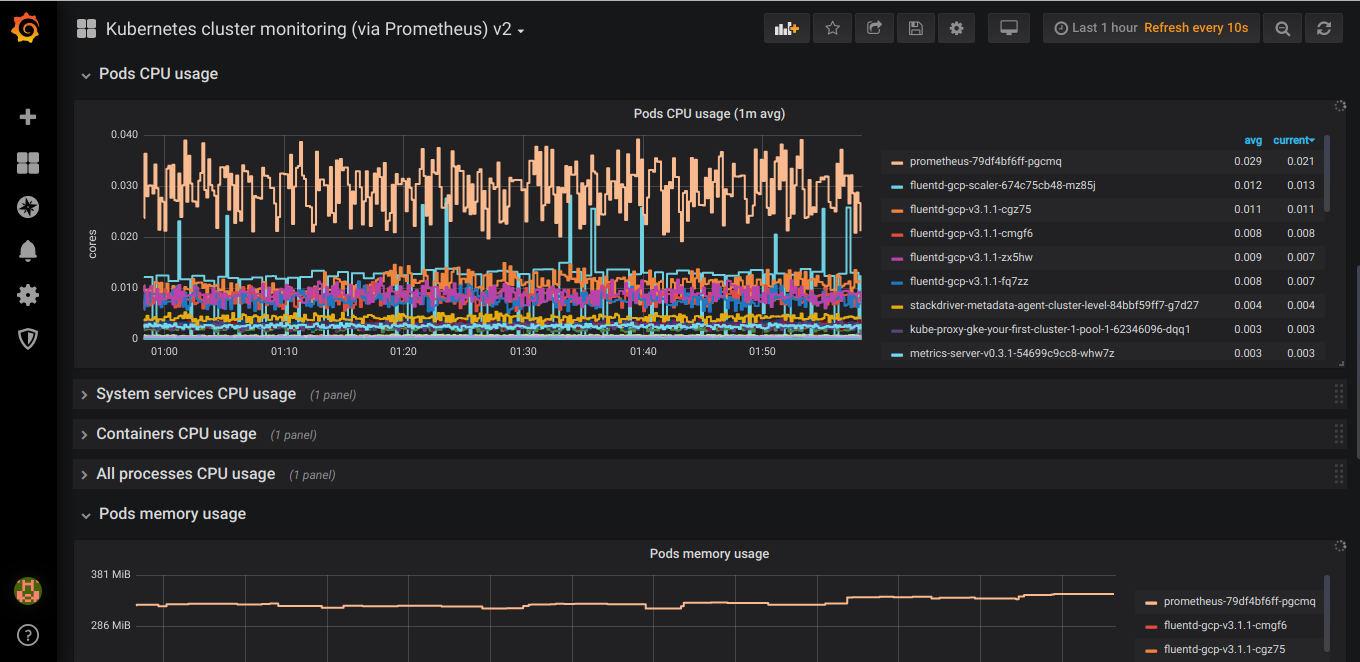 Kubernetes cluster monitoring (via Prometheus) v2
Last 1 hour Refresh every 10s
Pods CPU usage
Pods CPU usage (1m avg)
cores
0.040
0.030
0.020
0.010
0
01:00 01:10 01:20 01:30 01:40 01:50
avg current
prometheus-79df4bf6ff-pgcmq 0.029 0.021
fluentd-gcp-scaler-674c75cb48-mz85j 0.012 0.013
fluentd-gcp-v3.1.1-cgz75 0.011 0.011
fluentd-gcp-v3.1.1-cmgf6 0.008 0.008
fluentd-gcp-v3.1.1-zx5hw 0.009 0.007
fluentd-gcp-v3.1.1-fq7zz 0.008 0.007
stackdriver-metadata-agent-cluster-level-84bbf59ff7-g7d27 0.004 0.004
kube-proxy-gke-your-first-cluster-1-pool-1-62346096-dqq1 0.003 0.003
metrics-server-v0.3.1-54699c9cc8-whw7z 0.003 0.003
System services CPU usage (1 panel)
Containers CPU usage (1 panel)
All processes CPU usage (1 panel)
Pods memory usage
Pods memory usage
381 MiB
286 MiB
prometheus-79df4bf6ff-pgcmq
fluentd-gcp-v3.1.1-cmgf6
fluentd-gcp-v3.1.1-cgz75